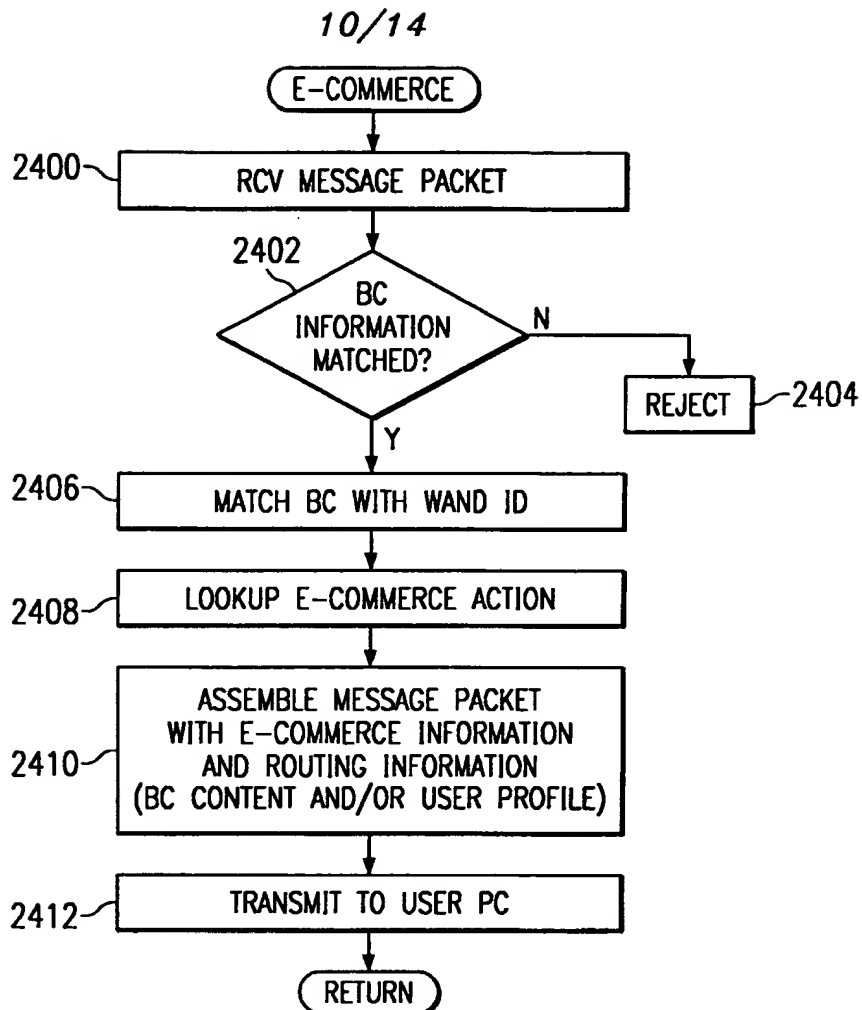 10/14
E-COMMERCE
2400
RCV MESSAGE PACKET
2402
BC
INFORMATION
MATCHED?
N
REJECT
2404
Y
2406
MATCH BC WITH WAND ID
LOOKUP E-COMMERCE ACTION
2408
ASSEMBLE MESSAGE PACKET
WITH E-COMMERCE INFORMATION
AND ROUTING INFORMATION
(BC CONTENT AND/OR USER PROFILE)
2410
TRANSMIT TO USER PC
2412
RETURN